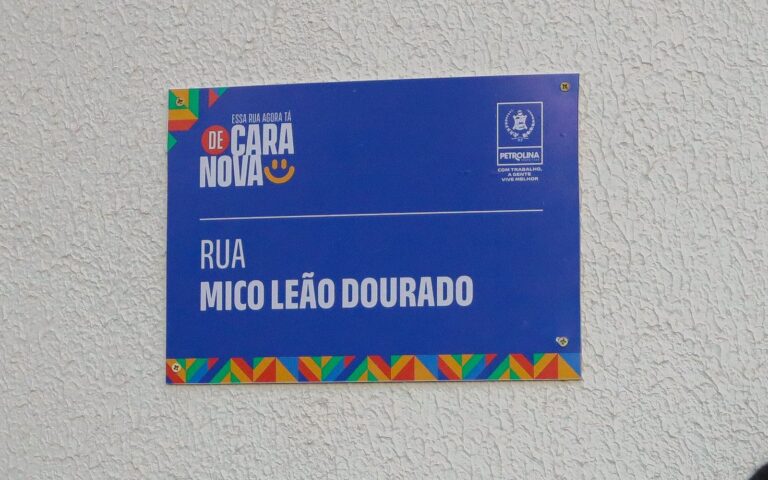 ESSA RUA AGORA TÁ
DE CARA
NOVA
PETROLINA
COM TRABALHO,
A GENTE
VIVE MELHOR
RUA
MICO LEÃO DOURADO